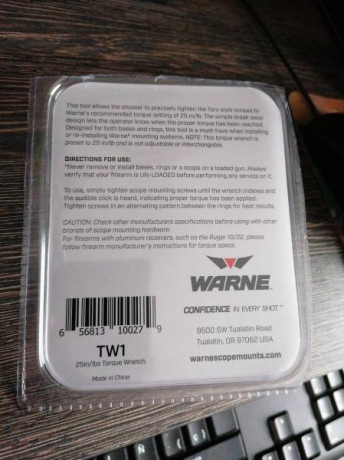 This tool allows the shooter to precisely tighten the Torx style screws to
Warne's recommended torque setting of 25 in/lb. The simple break away
design lets the operator know when the proper torque has been reached.
Designed for both bases and rings, this tool is a must-have when installing
or re-installing Warne® mounting systems. NOTE: This torque wrench is
preset to 25 in/lb and is not adjustable or interchangeable.
DIRECTIONS FOR USE:
*Never remove or install bases, rings or a scope on a loaded gun. Always
verify that your firearm is UN-LOADED before performing any service on it.
To use, simply tighten scope mounting screws until the wrench indexes and
the audible click is heard, indicating proper torque has been applied.
Tighten screws in an alternating pattern between the rings for best results.
CAUTION: Check other manufacturers specifications before using with other
brands of scope mounting hardware.
For firearms with aluminum receivers, such as the Ruger 10/22, please
follow firearm manufacturer's instructions for torque specs.
WARNE
CONFIDENCE IN EVERY SHOT.™
9500 SW Tualatin Road
Tualatin, OR 97062 USA
warnescopemounts.com
6 56813 10027 9
TW1
25in/lbs Torque Wrench
Made in China